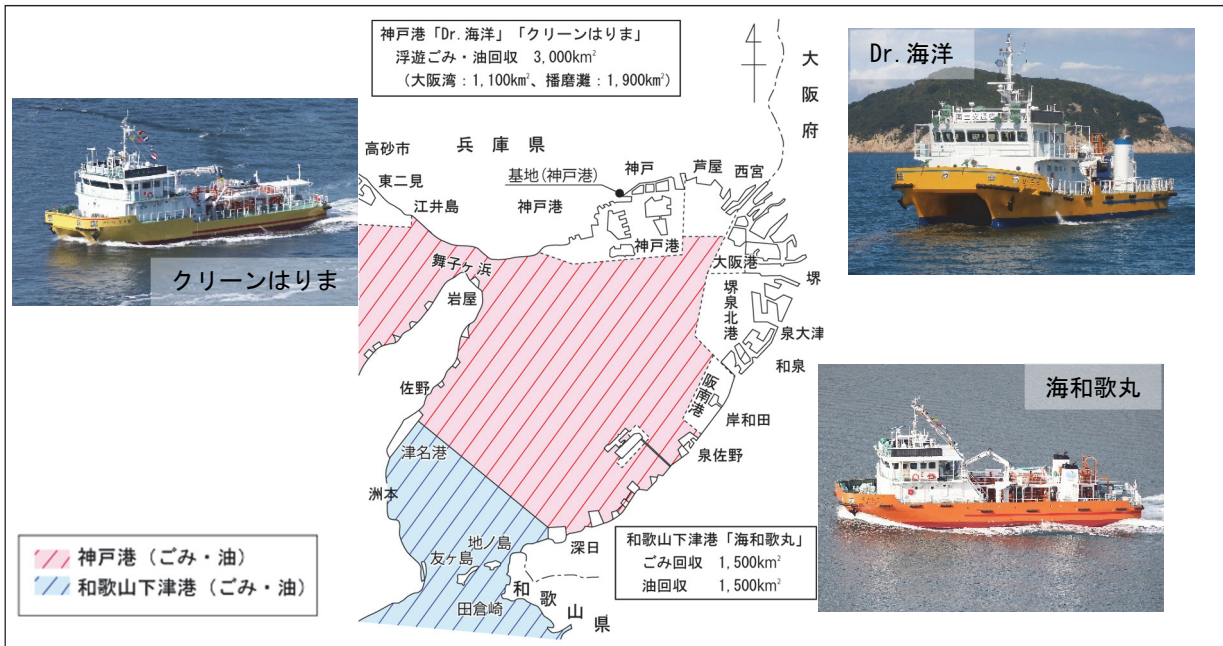 神戸港「Dr.海洋」「クリーンはりま」
浮遊ごみ・油回収 3,000km²
（大阪湾：1,100km²、播磨灘：1,900km²）
Dr.海洋
クリーンはりま
大阪府
兵庫県
高砂市
東二見
江井島
神戸港
基地(神戸港)
神戸
芦屋
西宮
神戸港
大阪港
堺
堺泉北港
泉大津
和泉
舞子ヶ浜
岩屋
佐野
阪南港
岸和田
泉佐野
津名港
洲本
深日
地ノ島
友ヶ島
田倉崎
和歌山県
海和歌丸
和歌山下津港「海和歌丸」
ごみ回収 1,500km²
油回収 1,500km²
神戸港（ごみ・油）
和歌山下津港（ごみ・油）